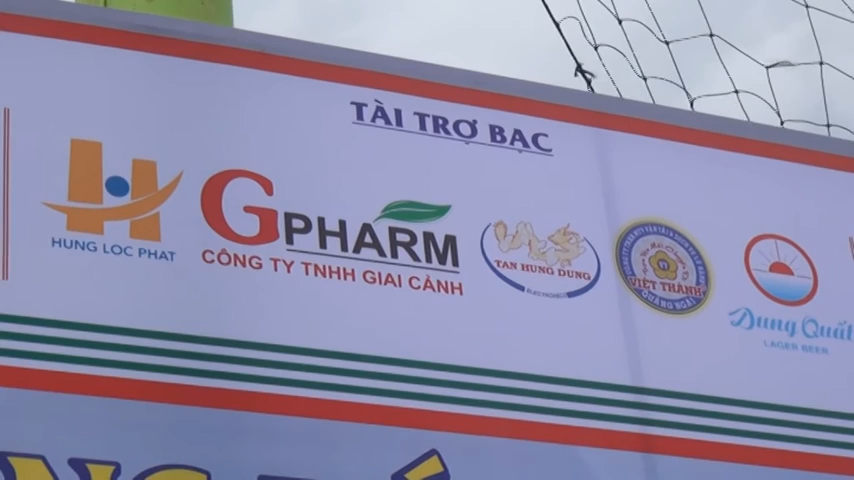 TÀI TRỢ BẠC
HUNG LOC PHAT
GPHARM
CÔNG TY TNHH GIAI CẢNH
TAN HUNG DUNG
VIỆT THÀNH
QUẢNG NGÃI
Dung Quất
LAGER BEER